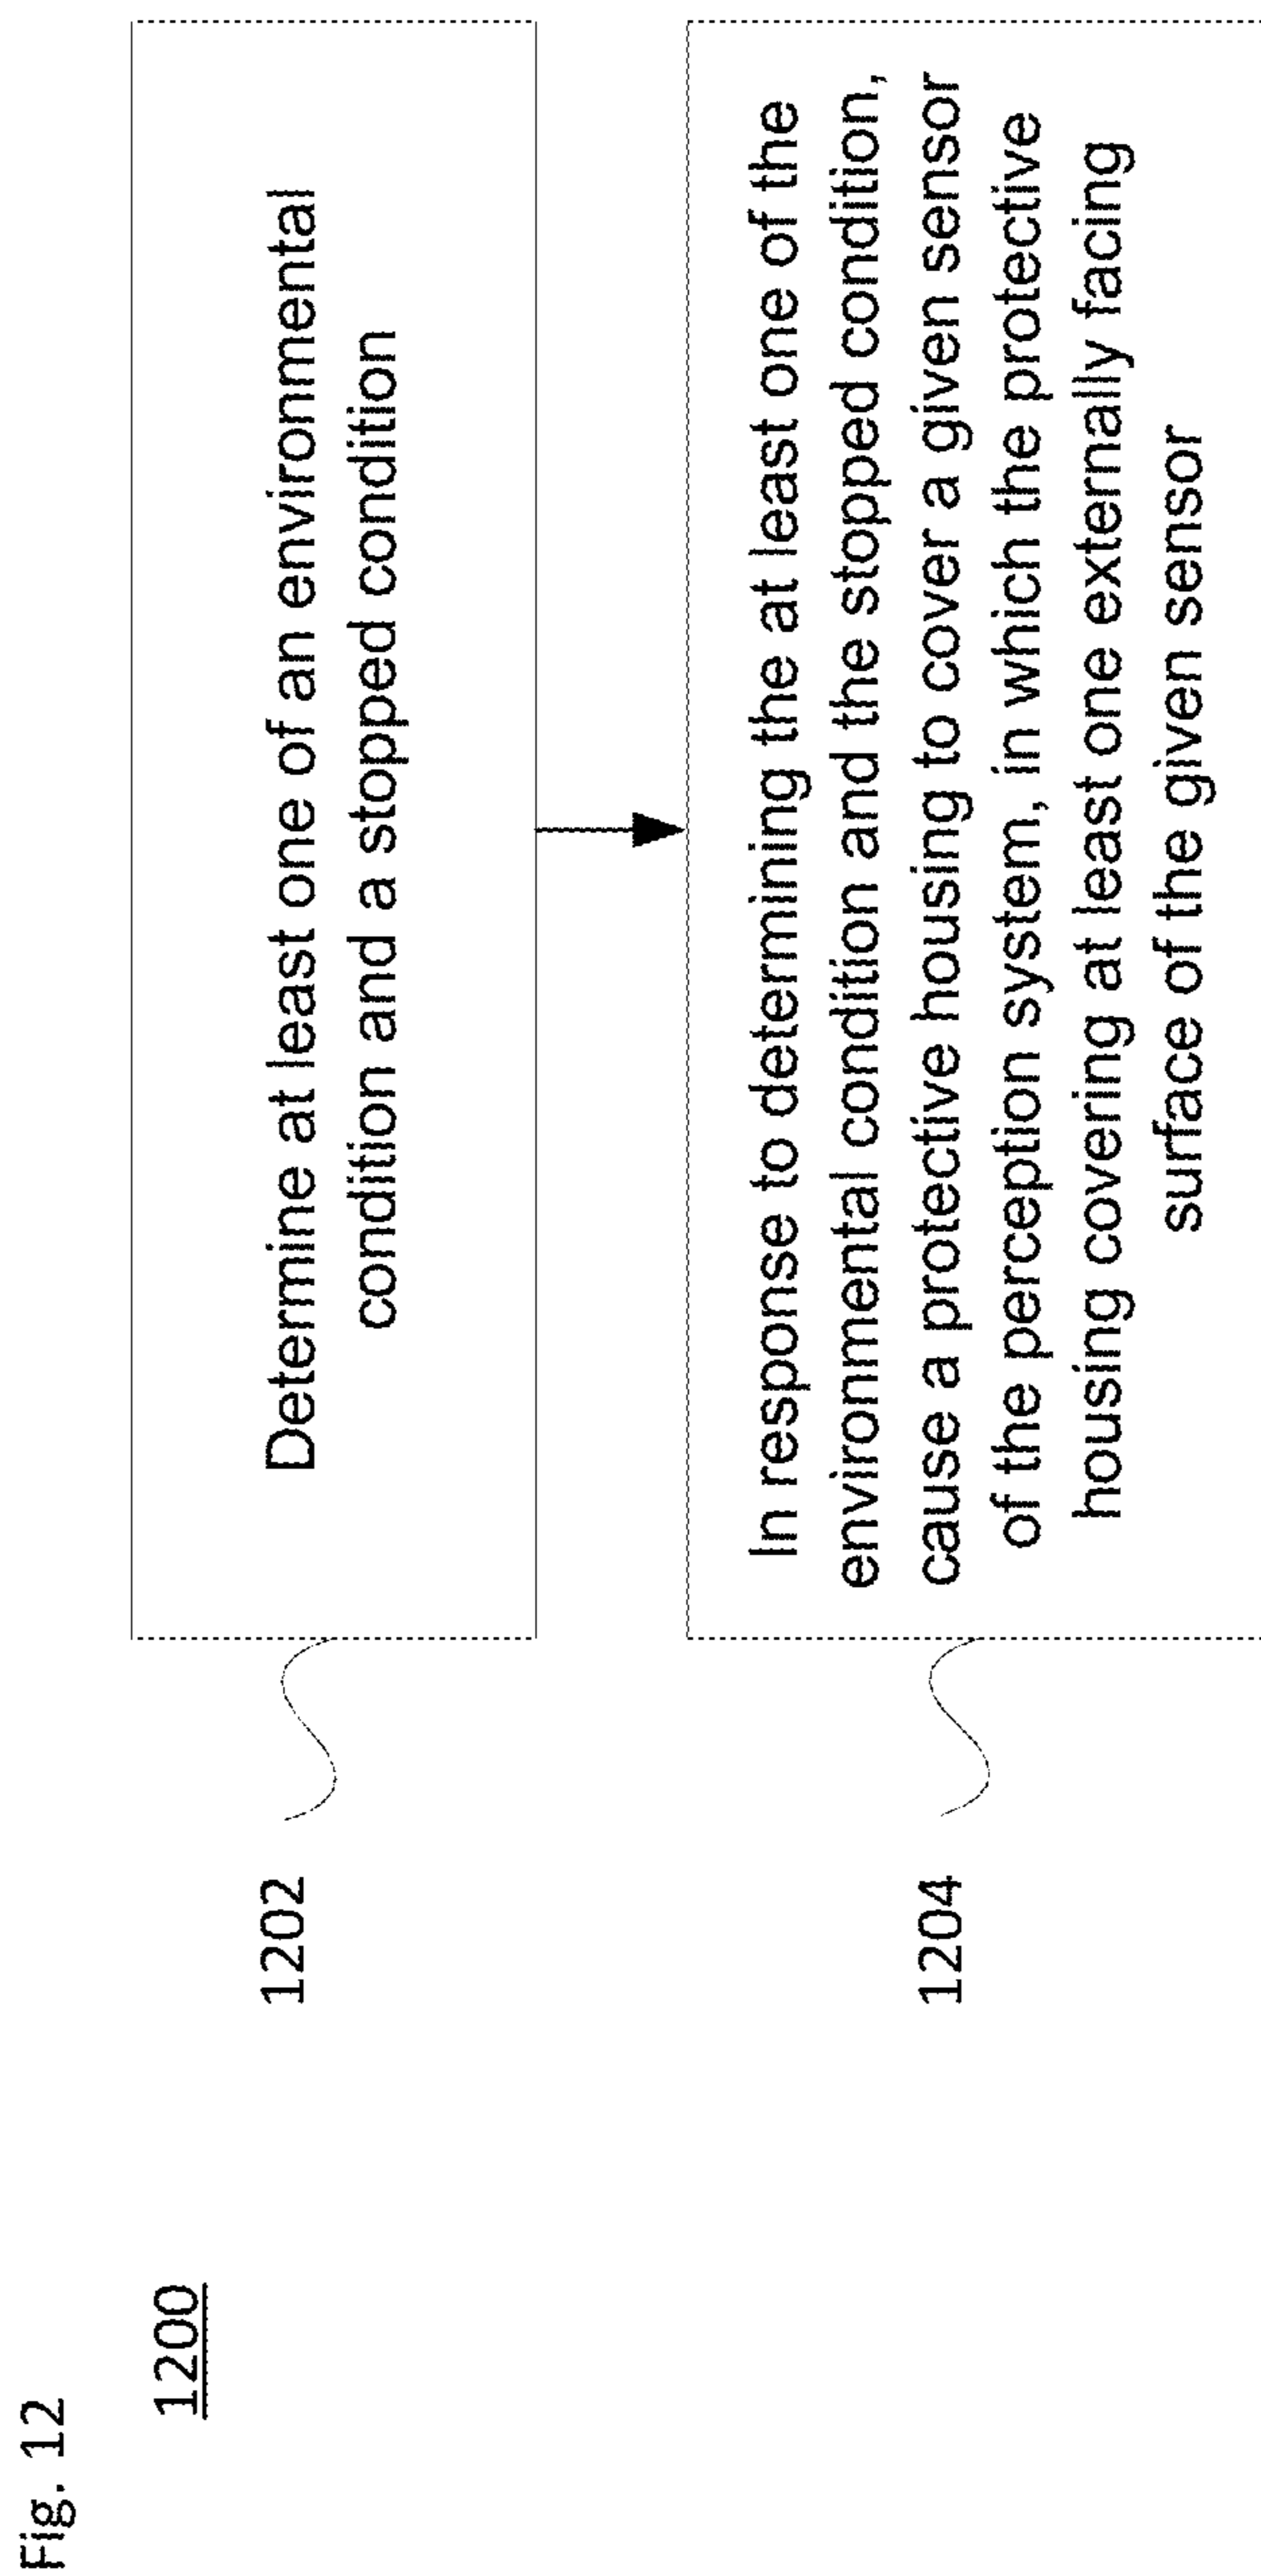 Fig. 12
1200
1202
Determine at least one of an environmental
condition and a stopped condition
1204
In response to determining the at least one of the
environmental condition and the stopped condition,
cause a protective housing to cover a given sensor
of the perception system, in which the protective
housing covering at least one externally facing
surface of the given sensor